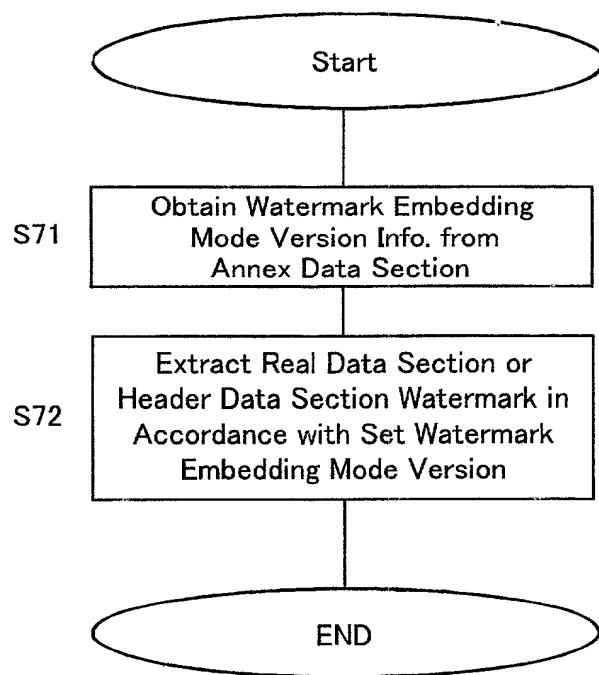 Start
S71
Obtain Watermark Embedding
Mode Version Info. from
Annex Data Section
S72
Extract Real Data Section or
Header Data Section Watermark in
Accordance with Set Watermark
Embedding Mode Version
END